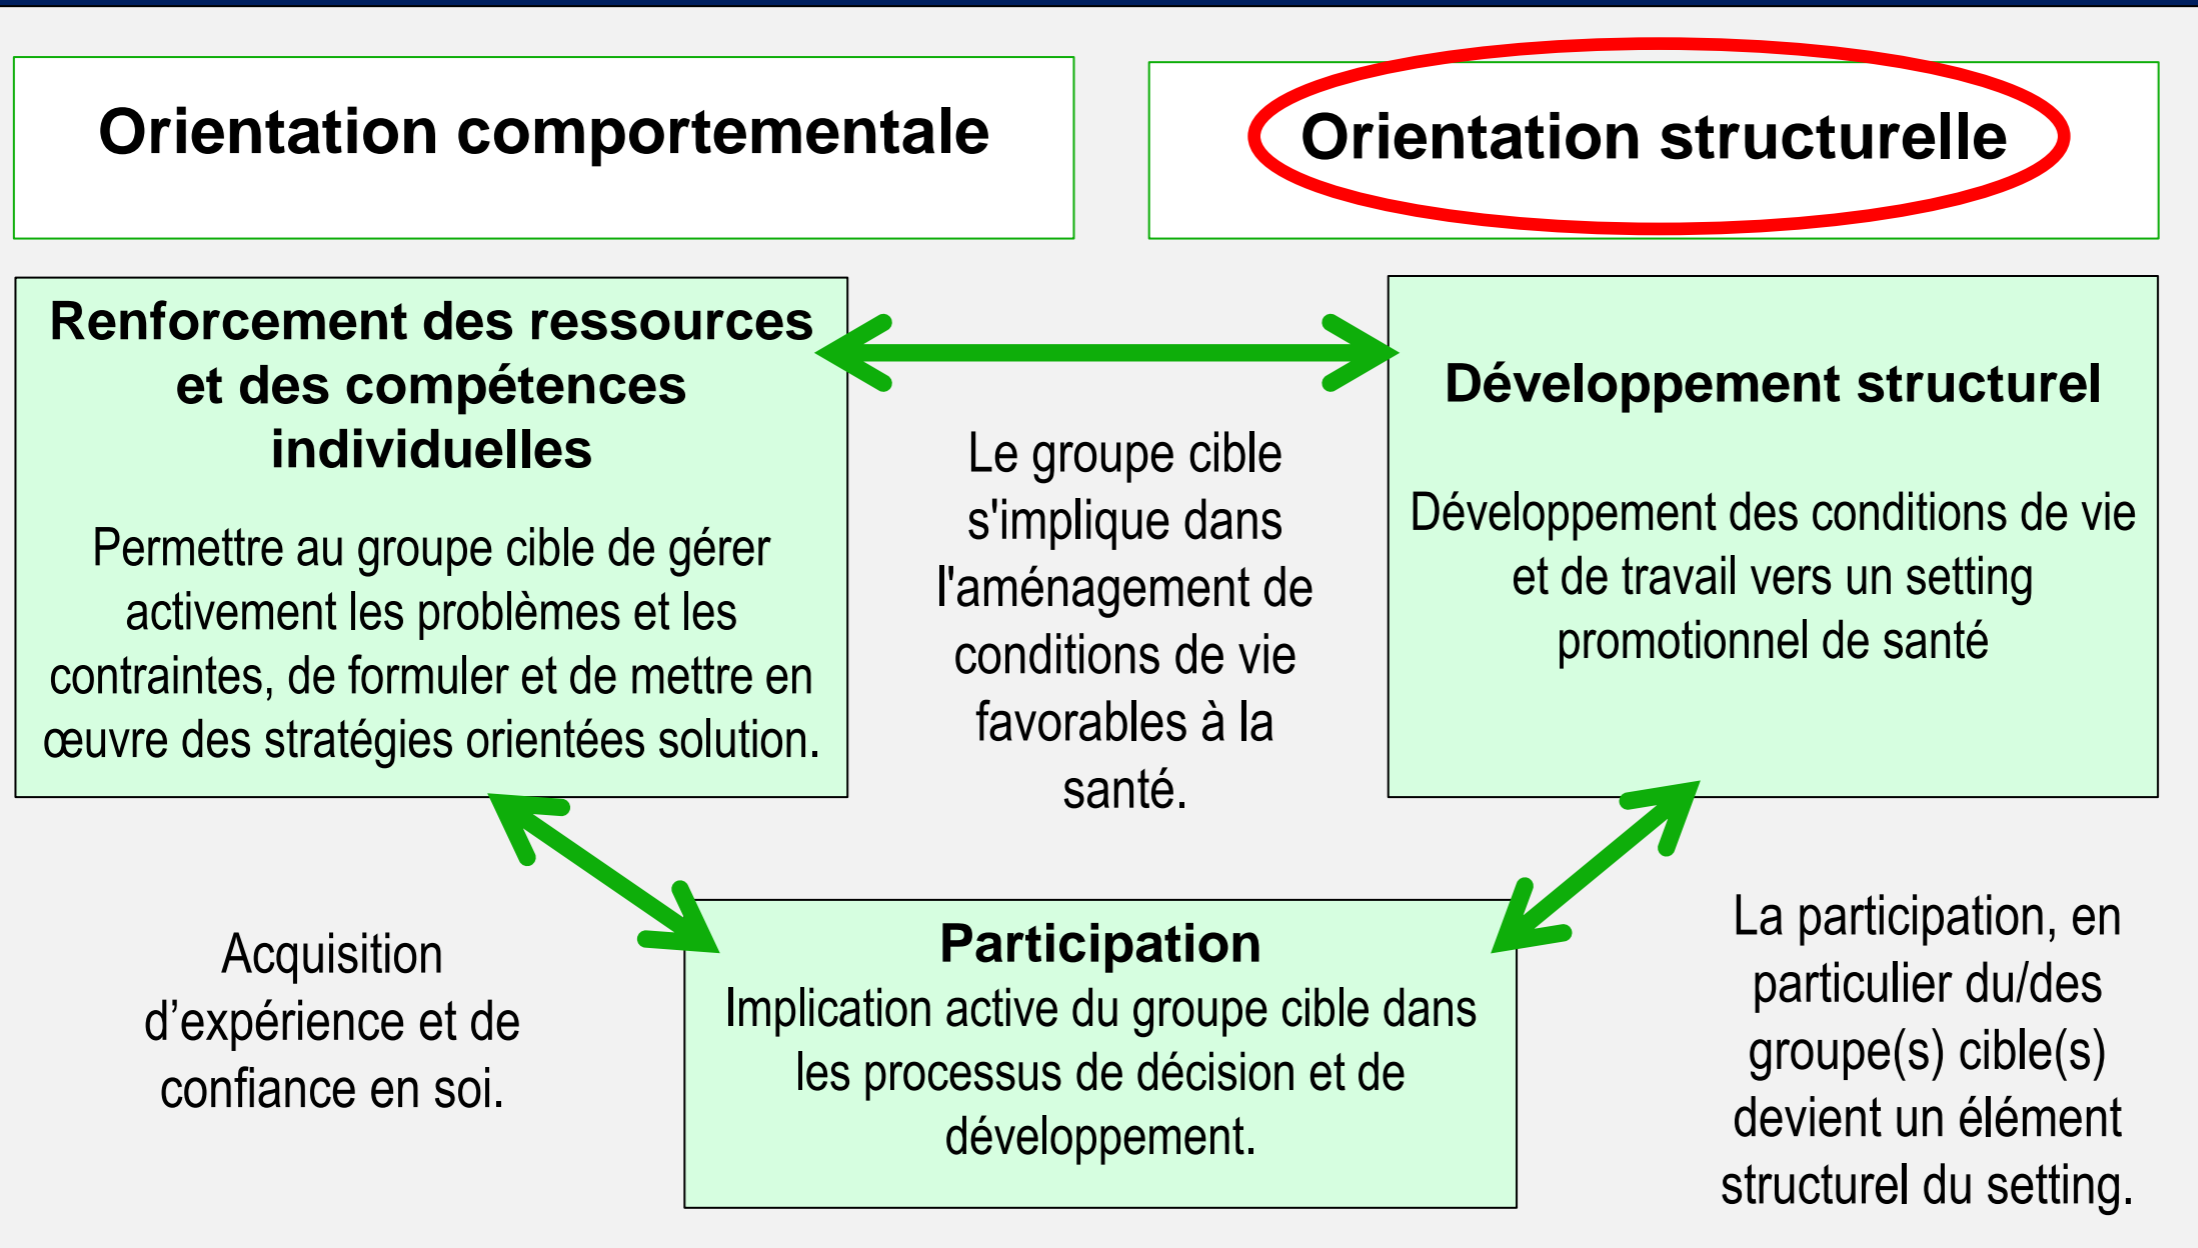 Orientation comportementale
Orientation structurelle
Renforcement des ressources
et des compétences
individuelles
Permettre au groupe cible de gérer
activement les problèmes et les
contraintes, de formuler et de mettre en
œuvre des stratégies orientées solution.
Le groupe cible
s'implique dans
l'aménagement de
conditions de vie
favorables à la
santé.
Développement structurel
Développement des conditions de vie
et de travail vers un setting
promotionnel de santé
Acquisition
d’expérience et de
confiance en soi.
Participation
Implication active du groupe cible dans
les processus de décision et de
développement.
La participation, en
particulier du/des
groupe(s) cible(s)
devient un élément
structurel du setting.